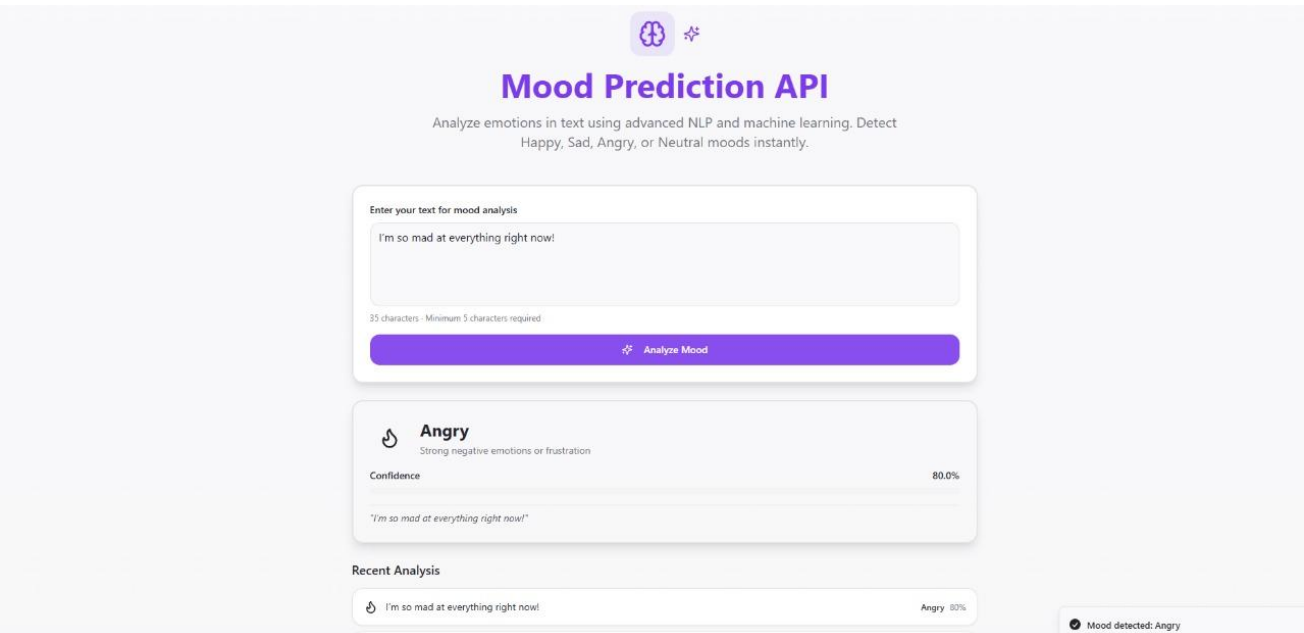 Mood Prediction API
Analyze emotions in text using advanced NLP and machine learning. Detect
Happy, Sad, Angry, or Neutral moods instantly.
Enter your text for mood analysis
I'm so mad at everything right now!
35 characters · Minimum 5 characters required
Analyze Mood
Angry
Strong negative emotions or frustration
Confidence 80.0%
"I'm so mad at everything right now!"
Recent Analysis
I'm so mad at everything right now! Angry 80%
Mood detected: Angry